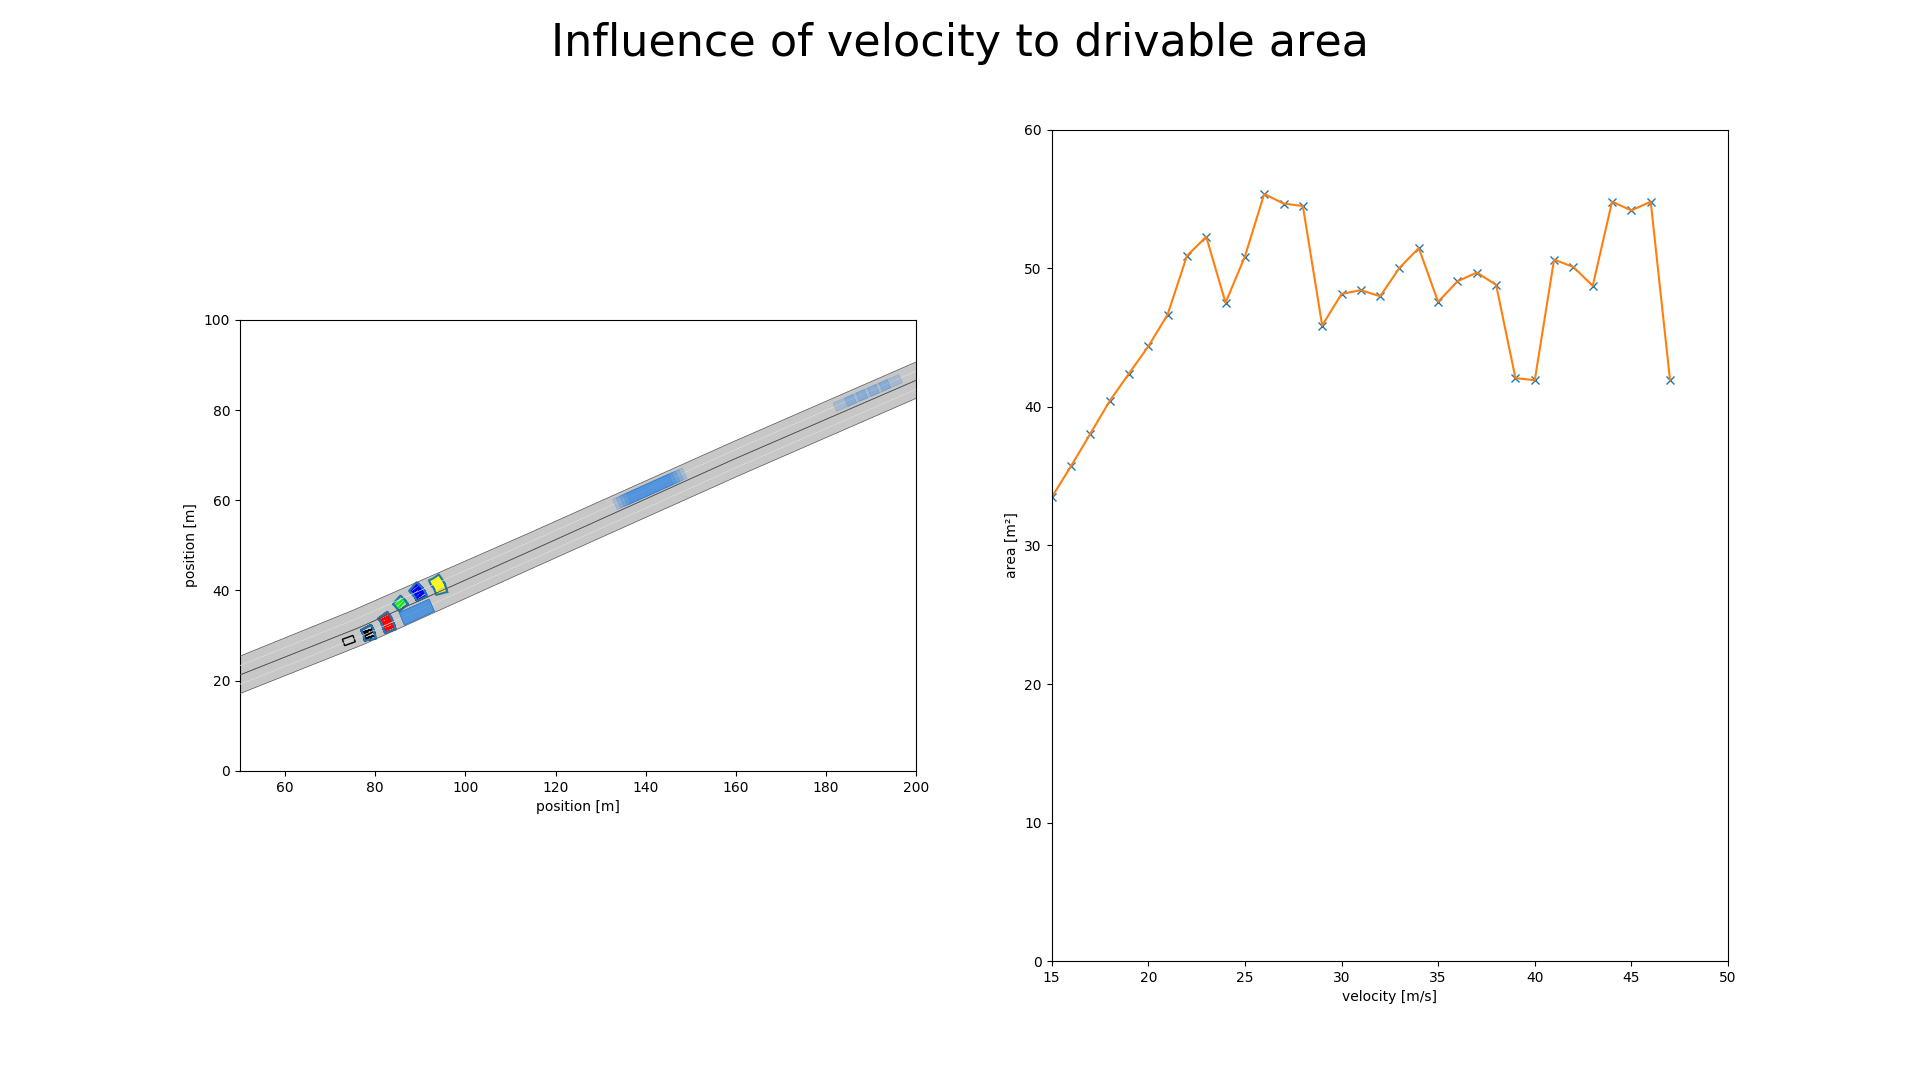 Influence of velocity to drivable area
100
80
60
40
20
0
position [m]
60 80 100 120 140 160 180 200
position [m]
60
50
40
30
20
10
0
area [m²]
15 20 25 30 35 40 45 50
velocity [m/s]